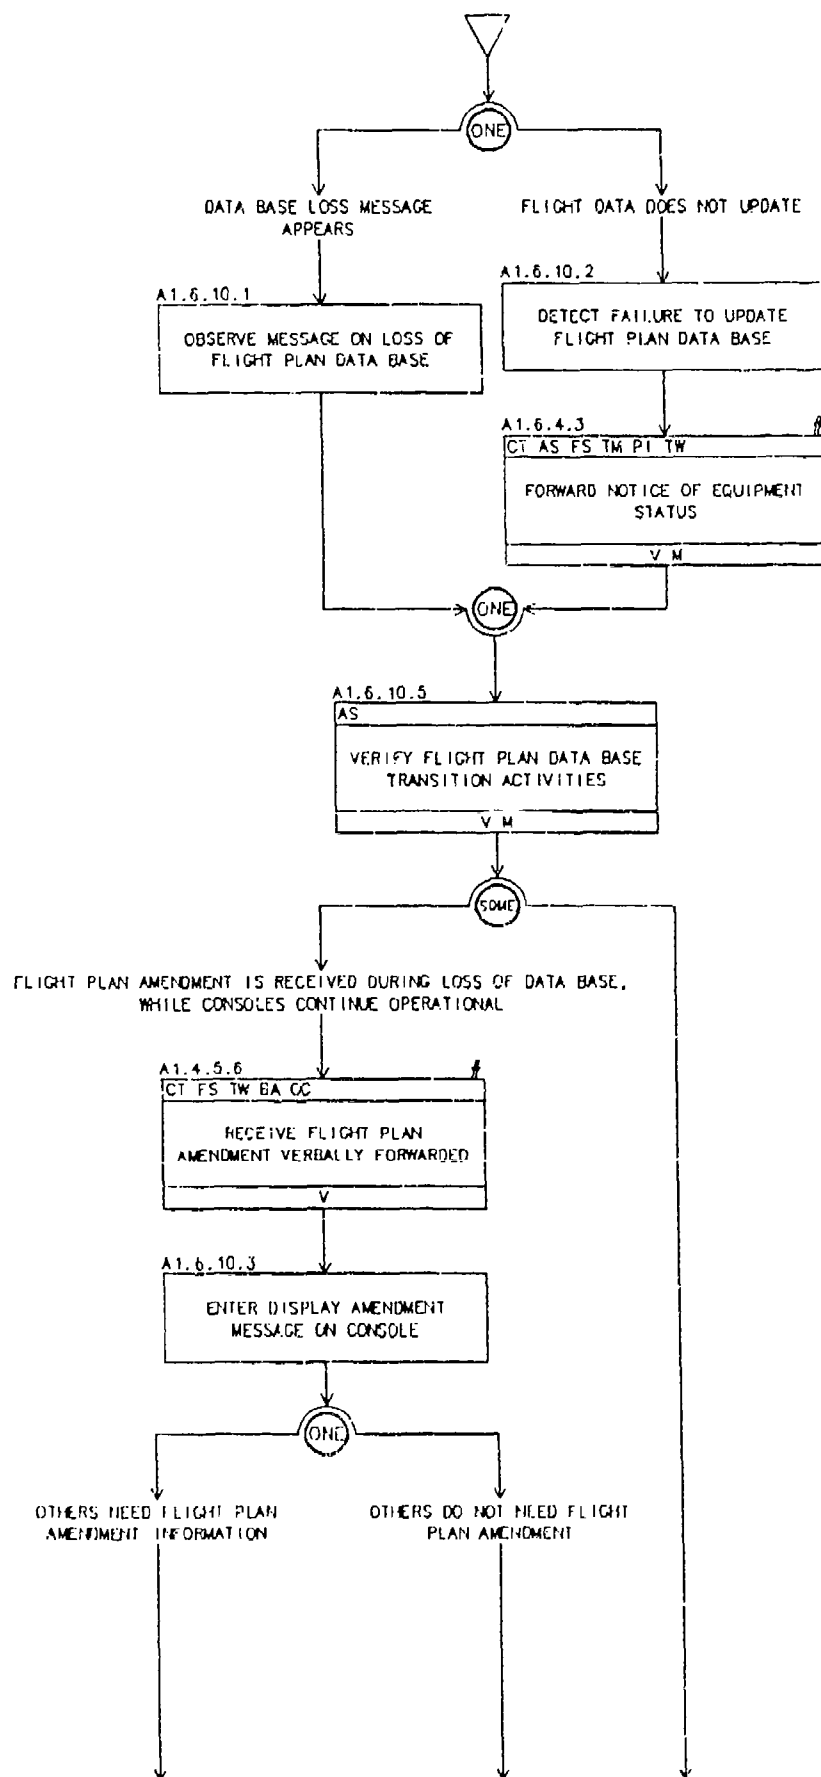 ONE
DATA BASE LOSS MESSAGE
APPEARS
FLIGHT DATA DOES NOT UPDATE
A1.6.10.1
OBSERVE MESSAGE ON LOSS OF
FLIGHT PLAN DATA BASE
A1.6.10.2
DETECT FAILURE TO UPDATE
FLIGHT PLAN DATA BASE
A1.6.4.3 #
CT AS FS TM PI TW
FORWARD NOTICE OF EQUIPMENT
STATUS
V M
ONE
A1.6.10.5
AS
VERIFY FLIGHT PLAN DATA BASE
TRANSITION ACTIVITIES
V M
SOME
FLIGHT PLAN AMENDMENT IS RECEIVED DURING LOSS OF DATA BASE,
WHILE CONSOLES CONTINUE OPERATIONAL
A1.4.5.6 #
CT FS TW BA OC
RECEIVE FLIGHT PLAN
AMENDMENT VERBALLY FORWARDED
V
A1.6.10.3
ENTER DISPLAY AMENDMENT
MESSAGE ON CONSOLE
ONE
OTHERS NEED FLIGHT PLAN
AMENDMENT INFORMATION
OTHERS DO NOT NEED FLIGHT
PLAN AMENDMENT